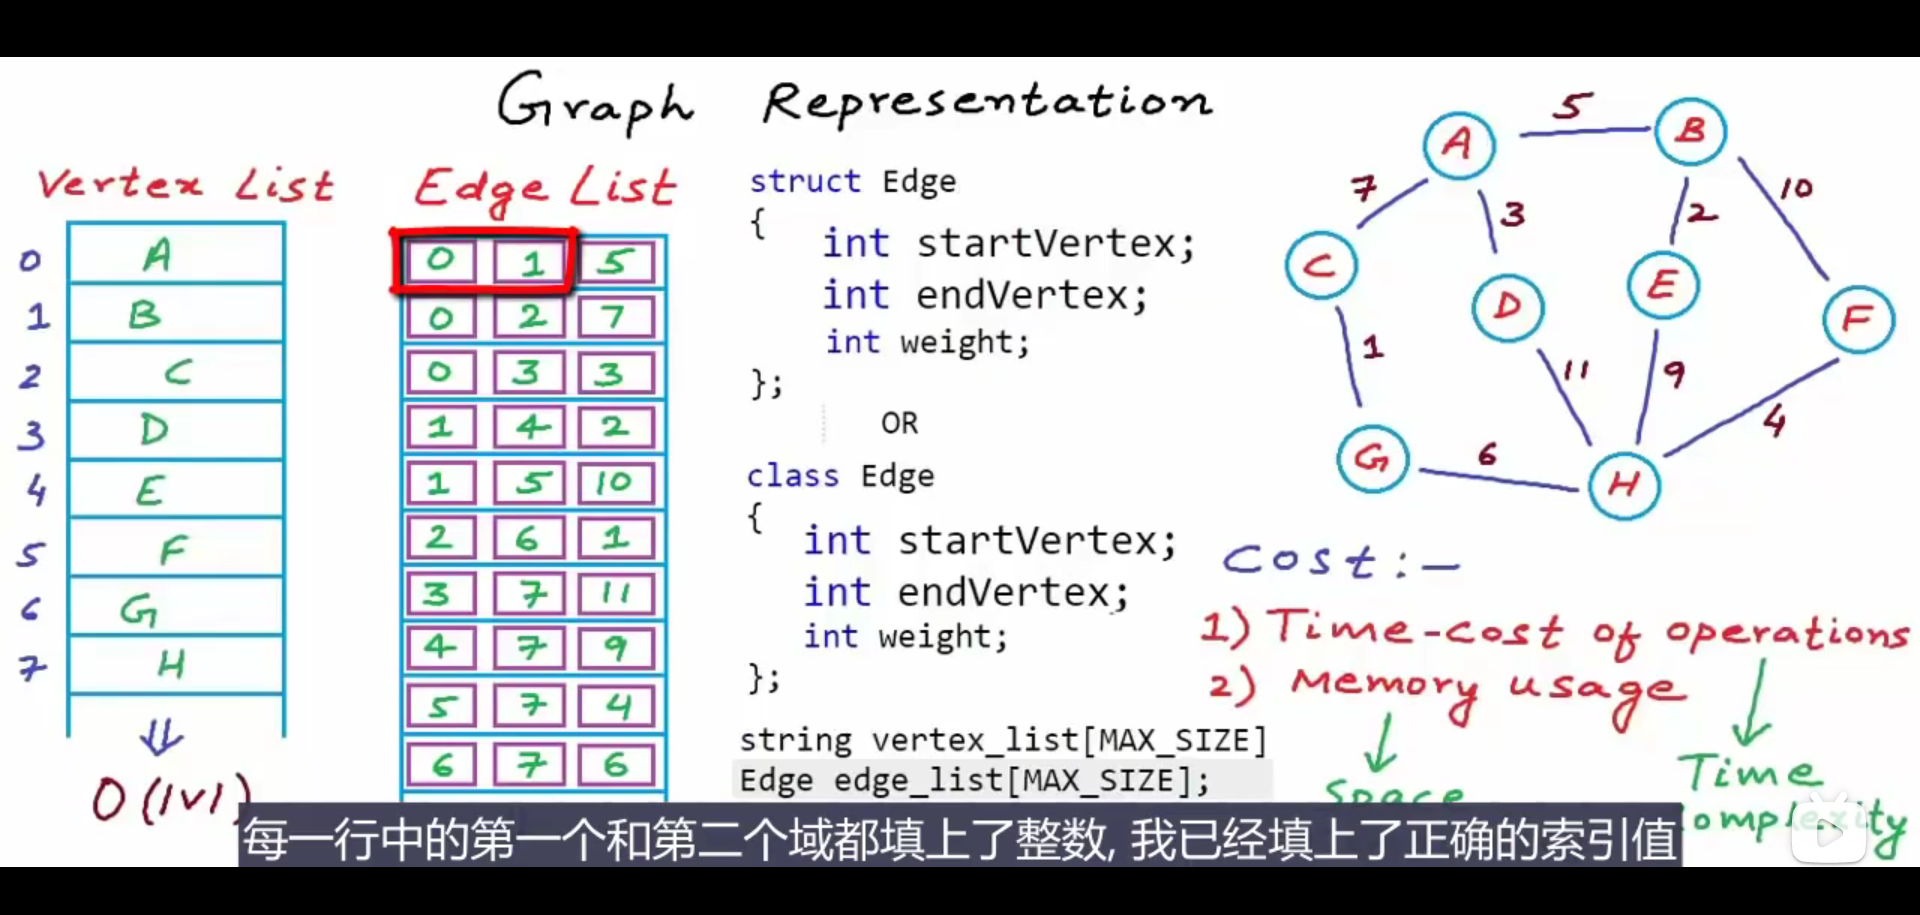 Graph Representation
Vertex List
0 A
1 B
2 C
3 D
4 E
5 F
6 G
7 H
O(|V|)
Edge List
0 1 5
0 2 7
0 3 3
1 4 2
1 5 10
2 6 1
3 7 11
4 7 9
5 7 4
6 7 6
struct Edge
{
int startVertex;
int endVertex;
int weight;
};
OR
class Edge
{
int startVertex;
int endVertex;
int weight;
};
string vertex_list[MAX_SIZE]
Edge edge_list[MAX_SIZE];
A 5 B
7 3 2 10
C D E F
1 11 9 4
G 6 H
Cost:-
1) Time-cost of operations
2) Memory usage
Space
Time
omplexity
每一行中的第一个和第二个域都填上了整数, 我已经填上了正确的索引值